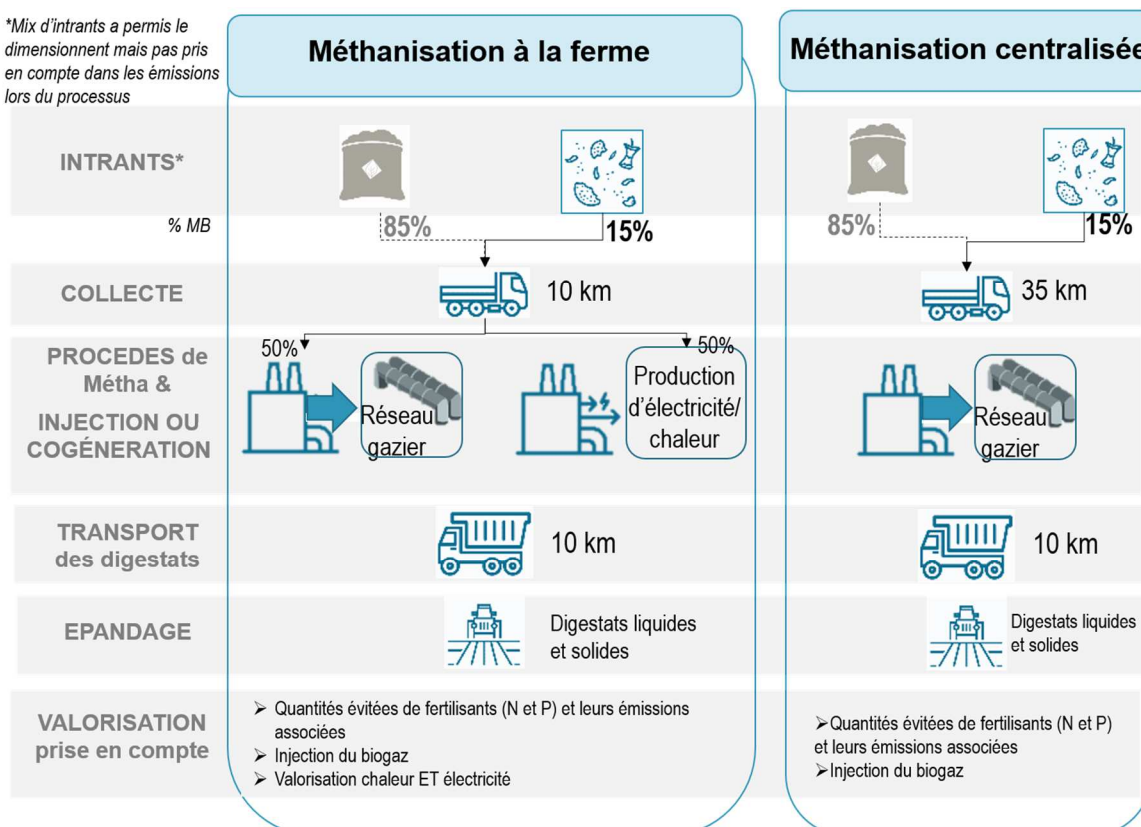 *Mix d'intrants a permis le
dimensionnent mais pas pris
en compte dans les émissions
lors du processus
Méthanisation à la ferme
Méthanisation centralisée
INTRANTS*
% MB
85%
15%
85%
15%
COLLECTE
10 km
35 km
PROCEDES de
Métha &
INJECTION OU
COGÉNERATION
50%
Réseau
gazier
50%
Production
d'électricité/
chaleur
Réseau
gazier
TRANSPORT
des digestats
10 km
10 km
EPANDAGE
Digestats liquides
et solides
Digestats liquides
et solides
VALORISATION
prise en compte
➢ Quantités évitées de fertilisants (N et P) et leurs émissions
associées
➢ Injection du biogaz
➢ Valorisation chaleur ET électricité
➢Quantités évitées de fertilisants (N et P)
et leurs émissions associées
➢Injection du biogaz